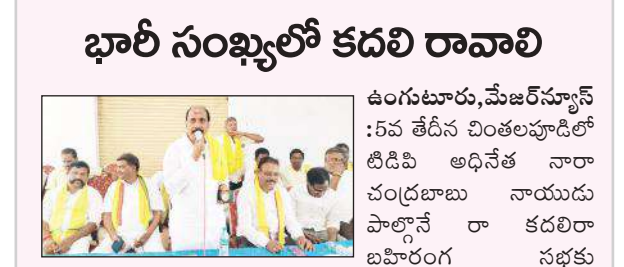 భారీ సంఖ్యలో కదలి రావాలి
ఉంగుటూరు,మేజర్‌న్యూస్
:5వ తేదీన చింతలపూడిలో
టిడిపి అధినేత నారా
చంద్రబాబు నాయుడు
పాల్గొనే రా కదలిరా
బహిరంగ సభకు